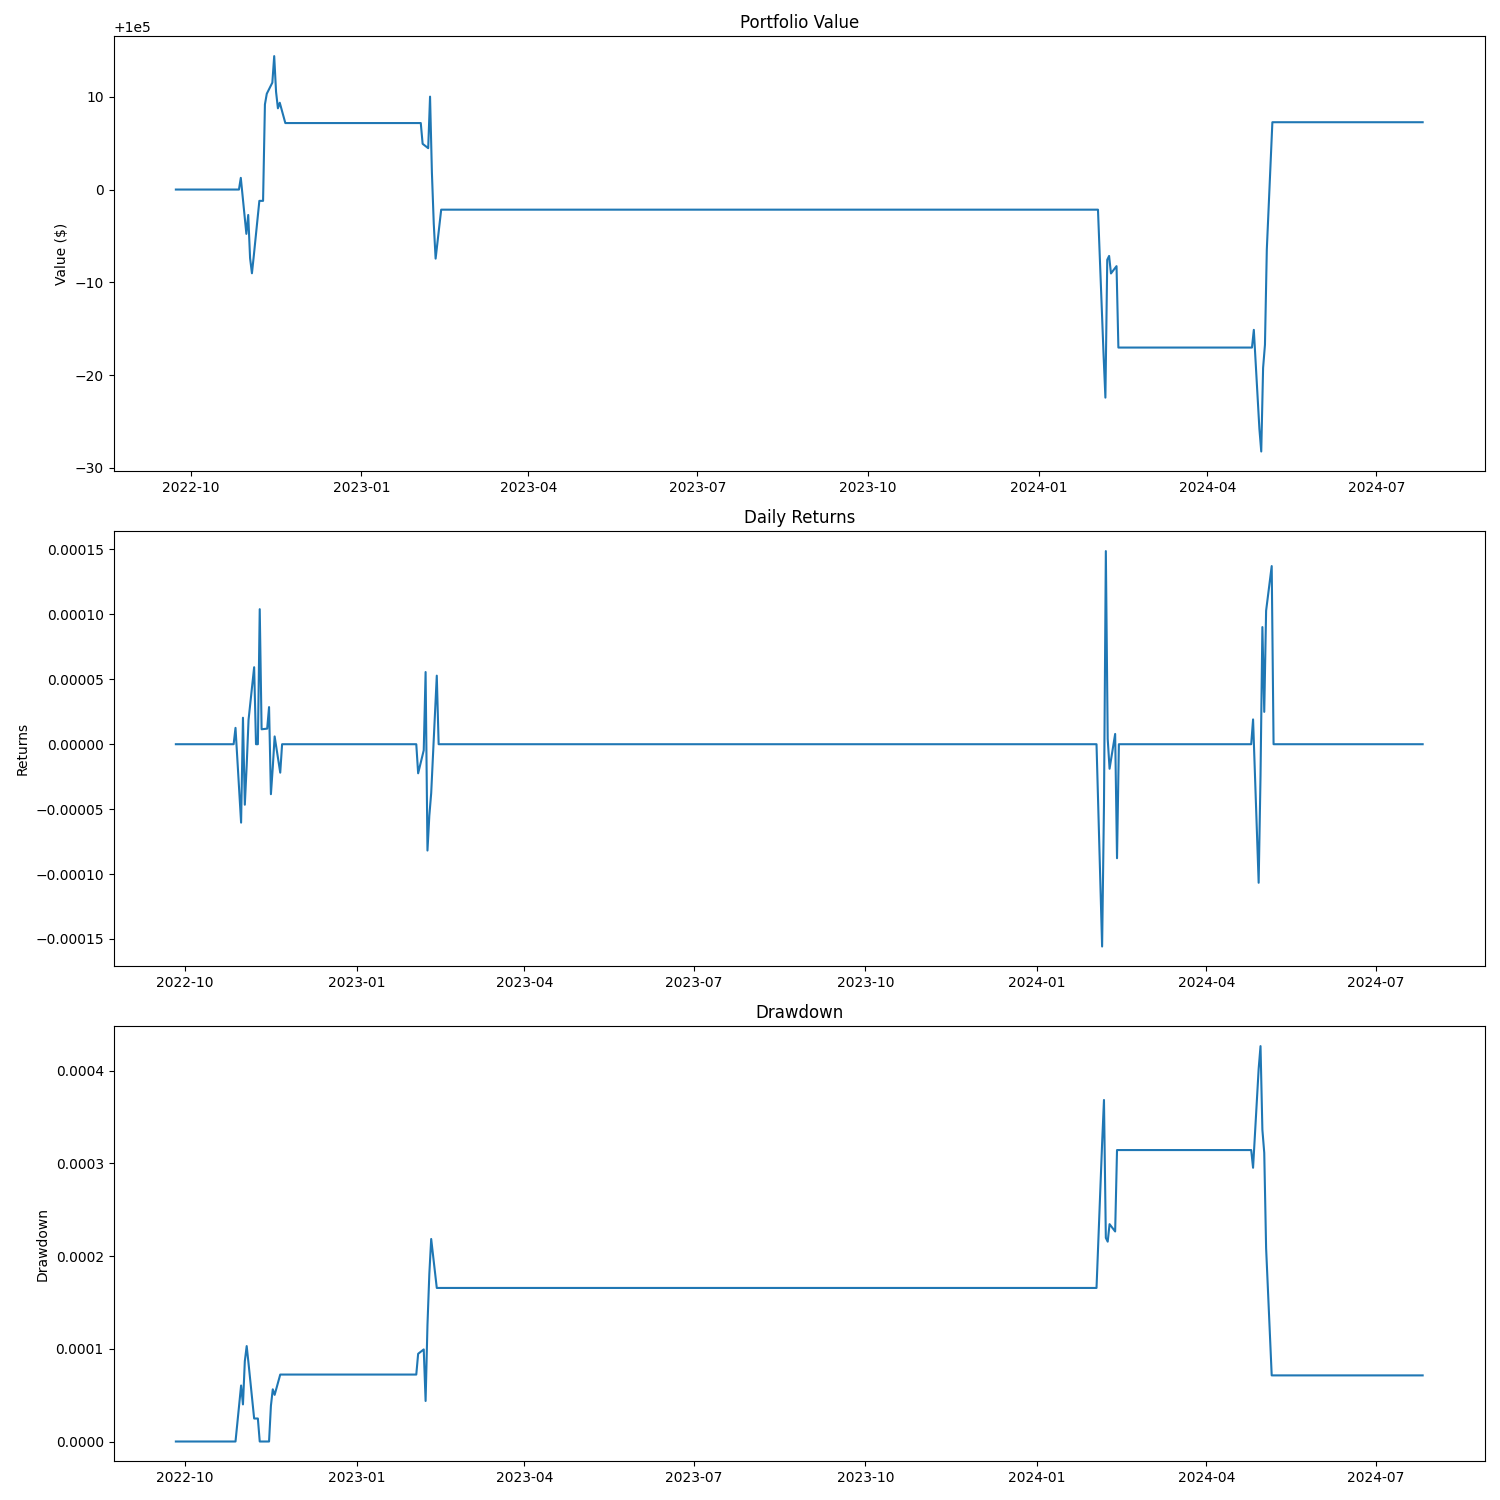 Portfolio Value
+1e5
Value ($)
10
0
−10
−20
−30
2022-10 2023-01 2023-04 2023-07 2023-10 2024-01 2024-04 2024-07
Daily Returns
Returns
0.00015
0.00010
0.00005
0.00000
−0.00005
−0.00010
−0.00015
2022-10 2023-01 2023-04 2023-07 2023-10 2024-01 2024-04 2024-07
Drawdown
Drawdown
0.0004
0.0003
0.0002
0.0001
0.0000
2022-10 2023-01 2023-04 2023-07 2023-10 2024-01 2024-04 2024-07